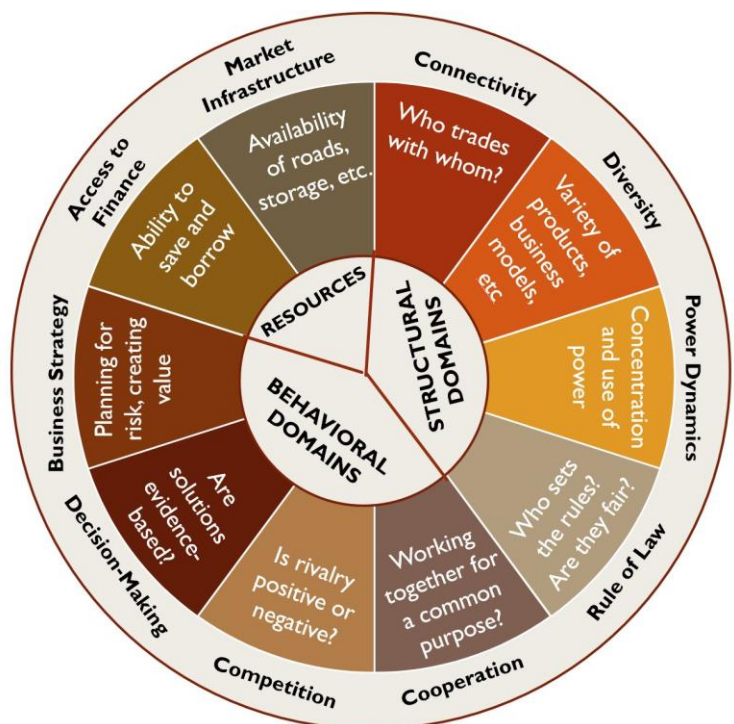 Market
Infrastructure
Connectivity
Diversity
Power Dynamics
Rule of Law
Cooperation
Competition
Decision-Making
Business Strategy
Access to
Finance
Availability
of roads,
storage, etc.
Who trades
with whom?
Variety of
products,
business
models,
etc
Concentration
and use of
power
Who sets
the rules?
Are they fair?
Working
together for
a common
purpose?
Is rivalry
positive or
negative?
Are
solutions
evidence-
based?
Planning for
risk, creating
value
Ability to
save and
borrow
RESOURCES
STRUCTURAL
DOMAINS
BEHAVIORAL
DOMAINS